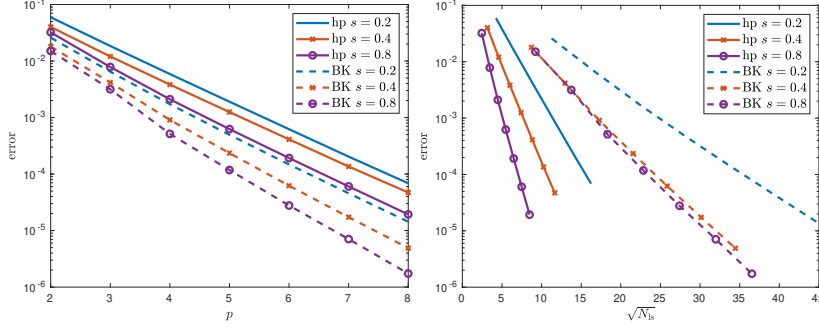 10^-1
10^-2
10^-3
10^-4
10^-5
10^-6
error
2 3 4 5 6 7 8
p
hp s = 0.2
hp s = 0.4
hp s = 0.8
BK s = 0.2
BK s = 0.4
BK s = 0.8
10^-1
10^-2
10^-3
10^-4
10^-5
10^-6
error
0 5 10 15 20 25 30 35 40 45
√N_ls
hp s = 0.2
hp s = 0.4
hp s = 0.8
BK s = 0.2
BK s = 0.4
BK s = 0.8